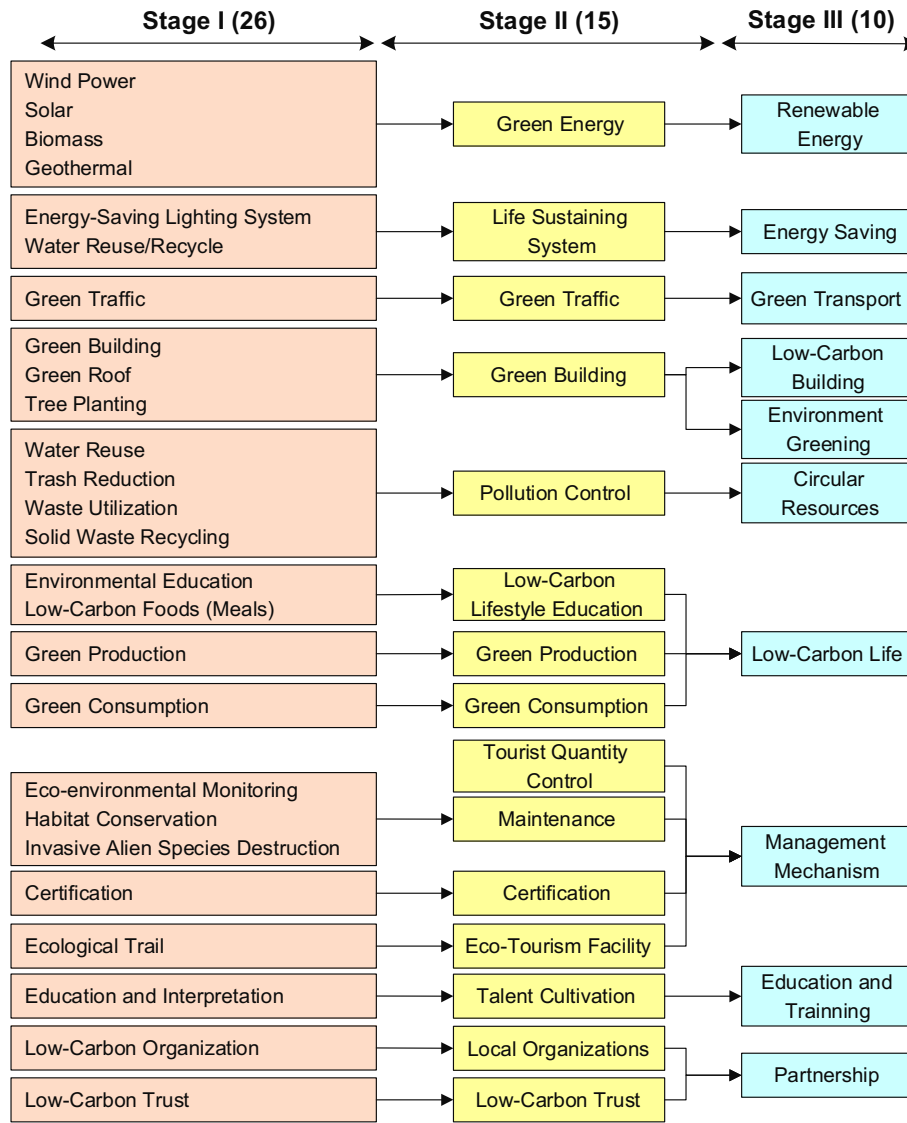 Stage I (26)
Stage II (15)
Stage III (10)
Wind Power
Solar
Biomass
Geothermal
Green Energy
Renewable
Energy
Energy-Saving Lighting System
Water Reuse/Recycle
Life Sustaining
System
Energy Saving
Green Traffic
Green Traffic
Green Transport
Green Building
Green Roof
Tree Planting
Green Building
Low-Carbon
Building
Environment
Greening
Water Reuse
Trash Reduction
Waste Utilization
Solid Waste Recycling
Pollution Control
Circular
Resources
Environmental Education
Low-Carbon Foods (Meals)
Low-Carbon
Lifestyle Education
Green Production
Green Production
Low-Carbon Life
Green Consumption
Green Consumption
Tourist Quantity
Control
Eco-environmental Monitoring
Habitat Conservation
Invasive Alien Species Destruction
Maintenance
Management
Mechanism
Certification
Certification
Ecological Trail
Eco-Tourism Facility
Education and Interpretation
Talent Cultivation
Education and
Trainning
Low-Carbon Organization
Local Organizations
Partnership
Low-Carbon Trust
Low-Carbon Trust